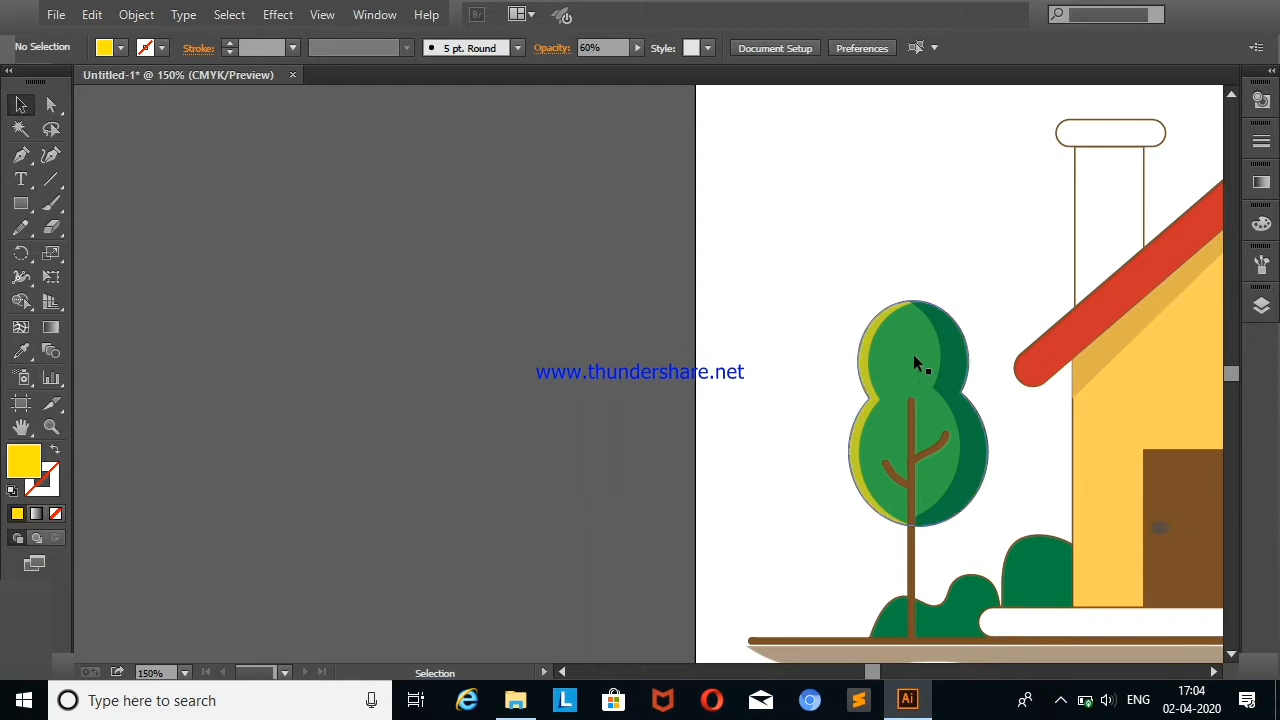 File Edit Object Type Select Effect View Window Help
Br
No Selection Stroke: 5 pt. Round Opacity: 60% Style: Document Setup Preferences
Untitled-1* @ 150% (CMYK/Preview) ×
T
www.thundershare.net
150% Selection
Type here to search L Ai ENG 17:04
02-04-2020